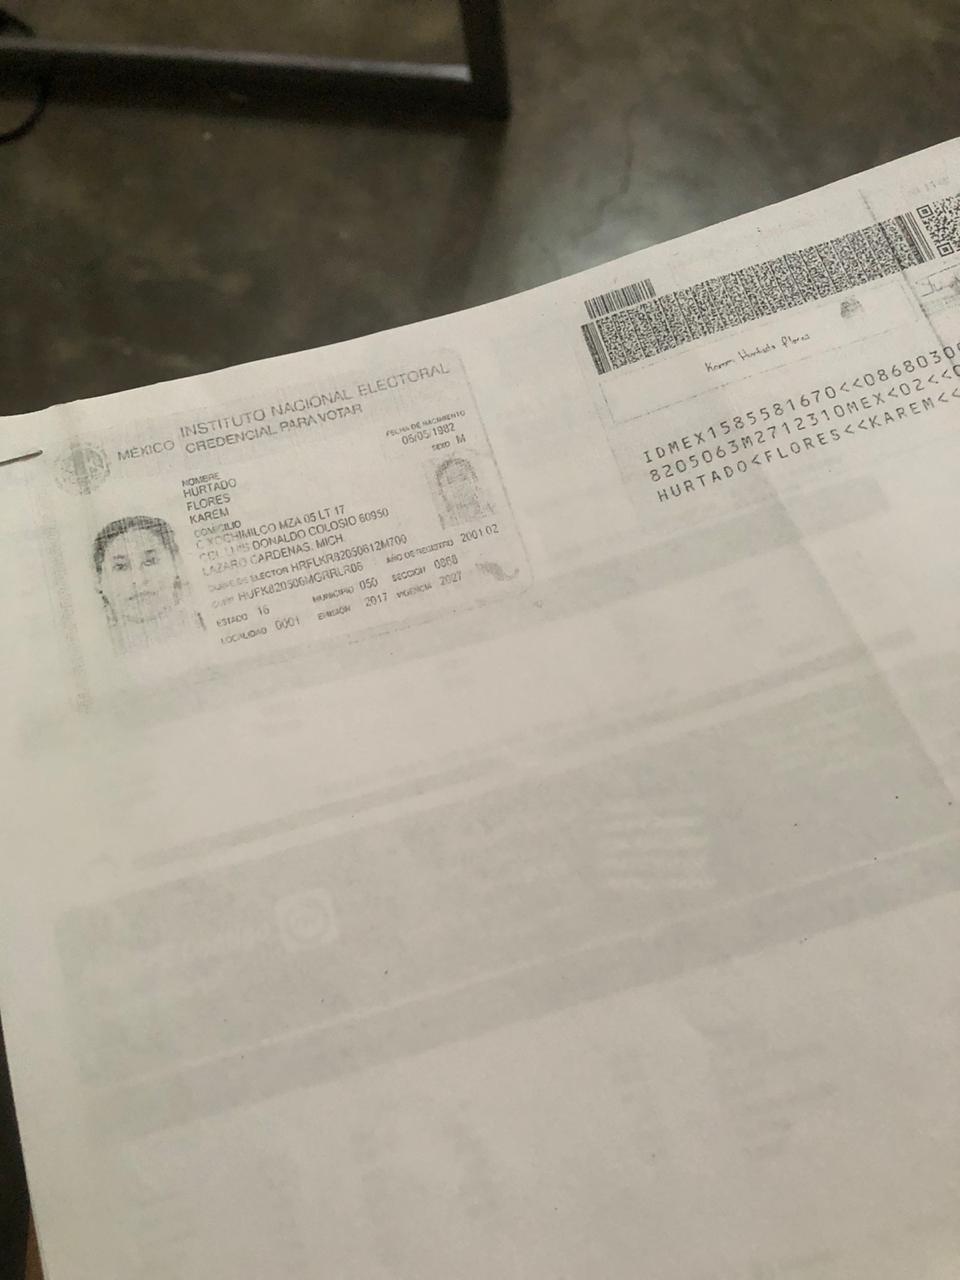 MÉXICO INSTITUTO NACIONAL ELECTORAL
CREDENCIAL PARA VOTAR
NOMBRE
HURTADO
FLORES
KAREM
FECHA DE NACIMIENTO
06/05/1982
SEXO M
DOMICILIO
C XOCHIMILCO MZA 05 LT 17
COL LUIS DONALDO COLOSIO 60950
LAZARO CARDENAS, MICH.
CLAVE DE ELECTOR HRFLKR82050612M700
CURP HUFK820506MGRRLR06 AÑO DE REGISTRO 2001 02
ESTADO 16 MUNICIPIO 050 SECCIÓN 0868
LOCALIDAD 0001 EMISIÓN 2017 VIGENCIA 2027
Karem Hurtado Flores
IDMEX1585581670<<0868030
8205063M2712310MEX<02<<
HURTADO<FLORES<<KAREM<<